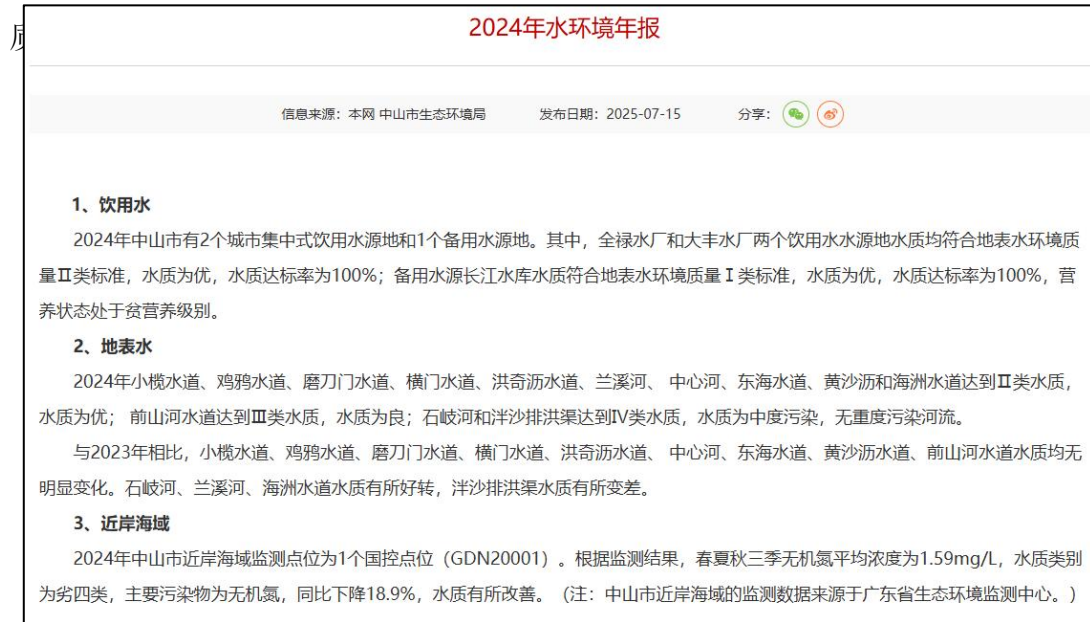 2024年水环境年报
信息来源：本网 中山市生态环境局 发布日期：2025-07-15 分享：
1、饮用水
2024年中山市有2个城市集中式饮用水源地和1个备用水源地。其中，全禄水厂和大丰水厂两个饮用水水源地水质均符合地表水环境质
量Ⅱ类标准，水质为优，水质达标率为100%；备用水源长江水库水质符合地表水环境质量Ⅰ类标准，水质为优，水质达标率为100%，营
养状态处于贫营养级别。
2、地表水
2024年小榄水道、鸡鸦水道、磨刀门水道、横门水道、洪奇沥水道、兰溪河、 中心河、东海水道、黄沙沥和海洲水道达到Ⅱ类水质，
水质为优； 前山河水道达到Ⅲ类水质，水质为良；石岐河和泮沙排洪渠达到Ⅳ类水质，水质为中度污染，无重度污染河流。
与2023年相比，小榄水道、鸡鸦水道、磨刀门水道、横门水道、洪奇沥水道、 中心河、东海水道、黄沙沥水道、前山河水道水质均无
明显变化。石岐河、兰溪河、海洲水道水质有所好转，泮沙排洪渠水质有所变差。
3、近岸海域
2024年中山市近岸海域监测点位为1个国控点位（GDN20001）。根据监测结果，春夏秋三季无机氮平均浓度为1.59mg/L，水质类别
为劣四类，主要污染物为无机氮，同比下降18.9%，水质有所改善。（注：中山市近岸海域的监测数据来源于广东省生态环境监测中心。）